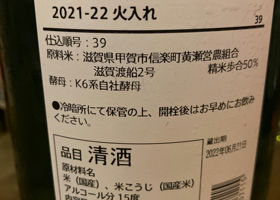 2021-22 火入れ
39
仕込順号：39
原料米：滋賀県甲賀市信楽町黄瀬営農組合
滋賀渡船2号
精米歩合50%
酵母：K6系自社酵母
●冷暗所にて保管の上、開栓後はお早めにお飲み
ください。
品目 清酒
原材料名
米（国産）、米こうじ（国産米）
アルコール分 15度
蔵出期
2022年06月21日